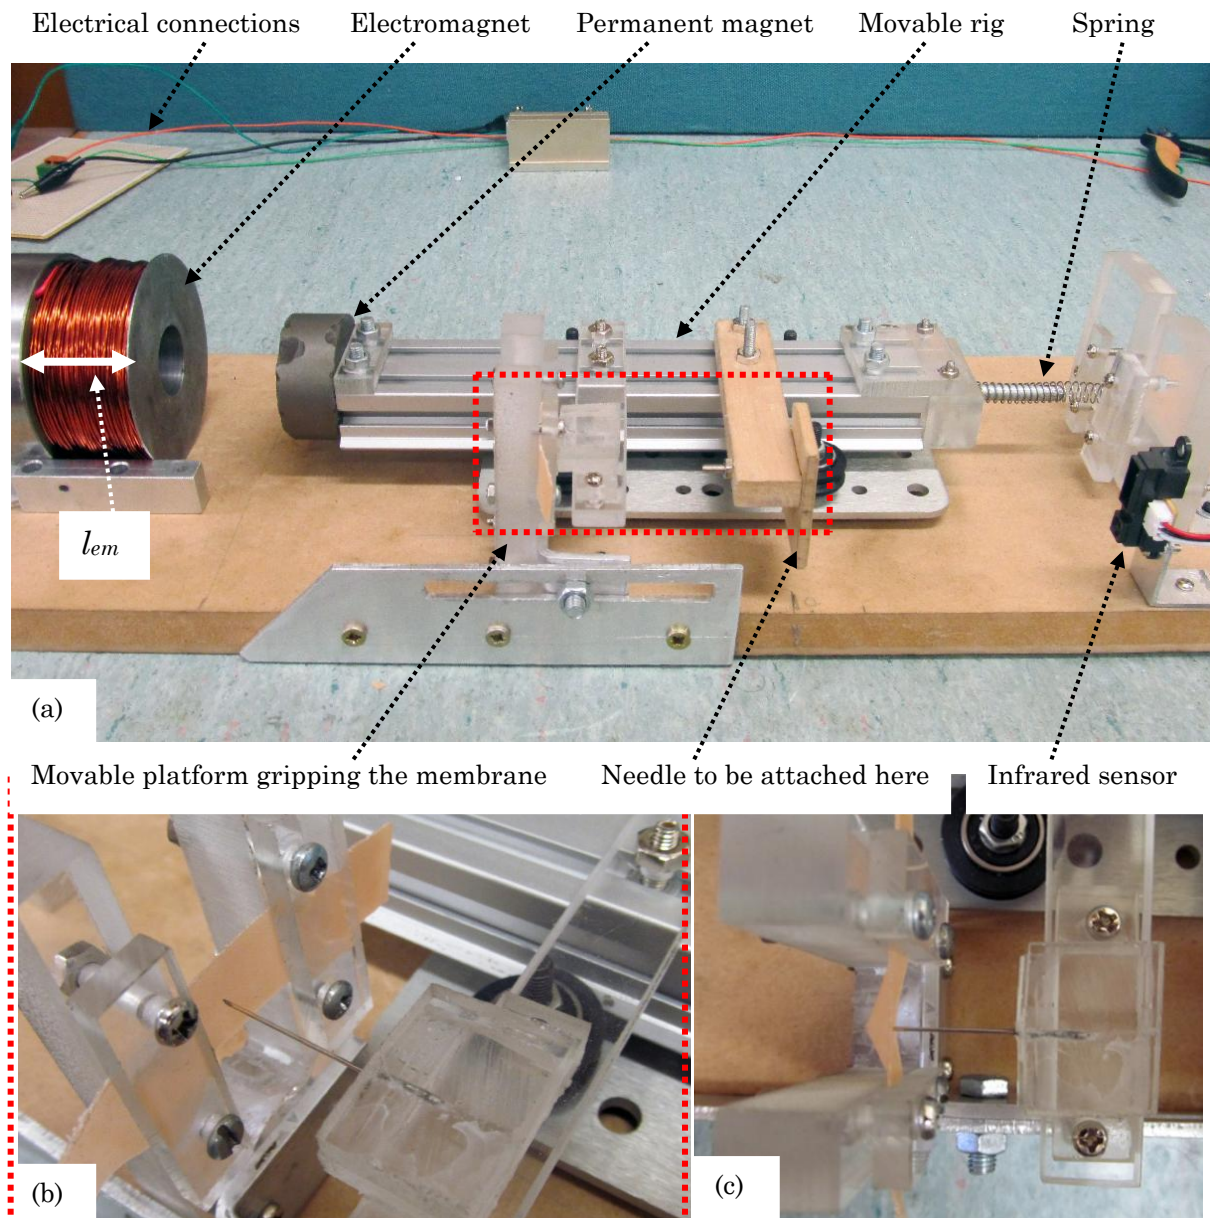 Electrical connections Electromagnet Permanent magnet Movable rig Spring
lem
(a)
Movable platform gripping the membrane Needle to be attached here Infrared sensor
(b)
(c)